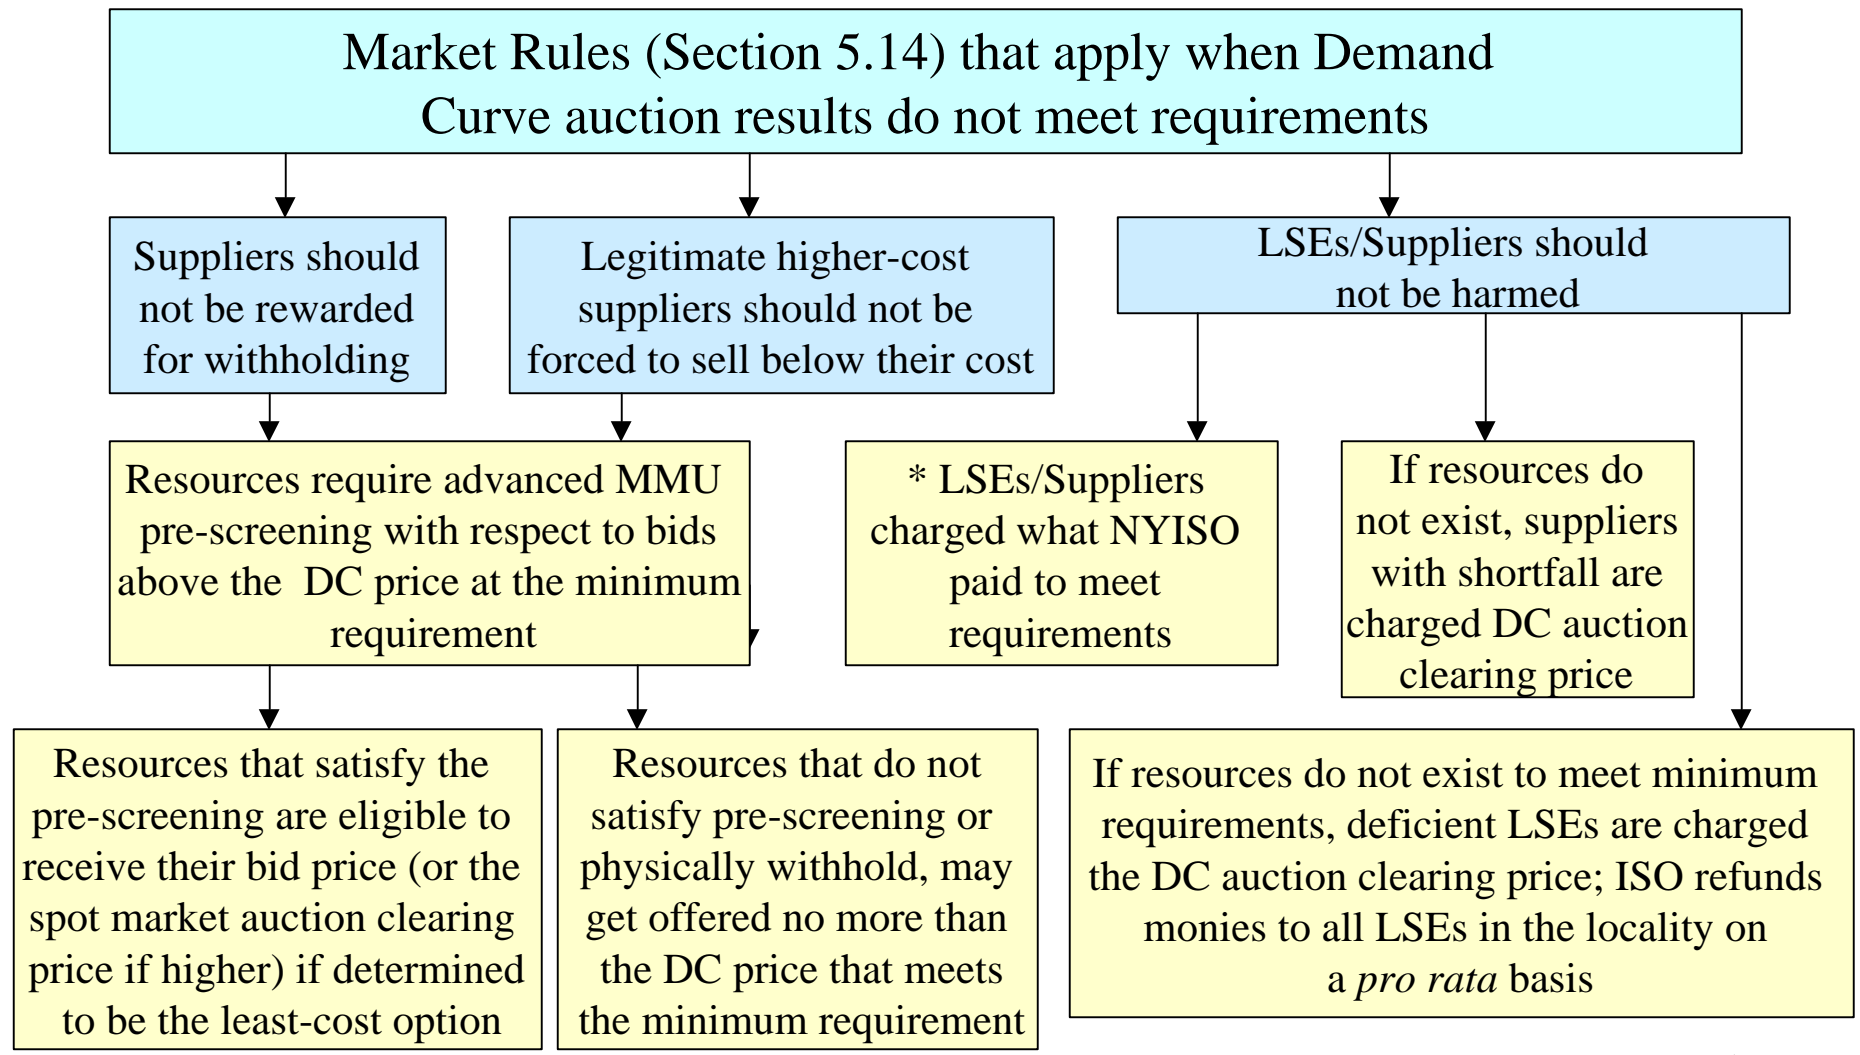 Market Rules (Section 5.14) that apply when Demand
Curve auction results do not meet requirements
Suppliers should
not be rewarded
for withholding
Legitimate higher-cost
suppliers should not be
forced to sell below their cost
LSEs/Suppliers should
not be harmed
Resources require advanced MMU
pre-screening with respect to bids
above the  DC price at the minimum
requirement
* LSEs/Suppliers
charged what NYISO
paid to meet
requirements
If resources do
not exist, suppliers
with shortfall are
charged DC auction
clearing price
Resources that satisfy the
pre-screening are eligible to
receive their bid price (or the
spot market auction clearing
price if higher) if determined
to be the least-cost option
Resources that do not
satisfy pre-screening or
physically withhold, may
get offered no more than
the DC price that meets
the minimum requirement
If resources do not exist to meet minimum
requirements, deficient LSEs are charged
the DC auction clearing price; ISO refunds
monies to all LSEs in the locality on
a pro rata basis